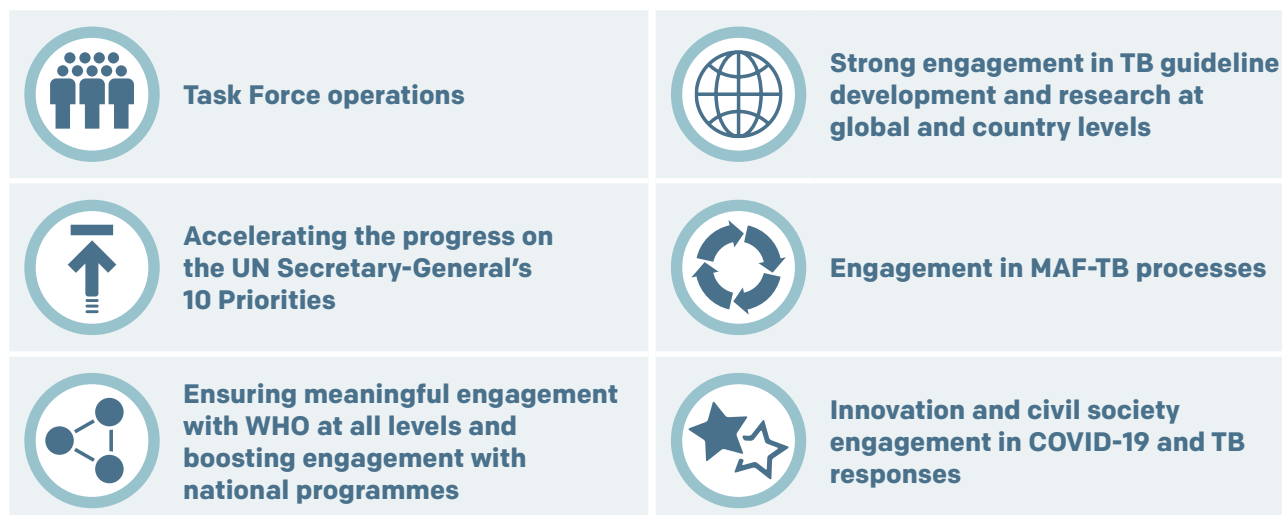 Task Force operations
Strong engagement in TB guideline
development and research at
global and country levels
Accelerating the progress on
the UN Secretary-General's
10 Priorities
Engagement in MAF-TB processes
Ensuring meaningful engagement
with WHO at all levels and
boosting engagement with
national programmes
Innovation and civil society
engagement in COVID-19 and TB
responses